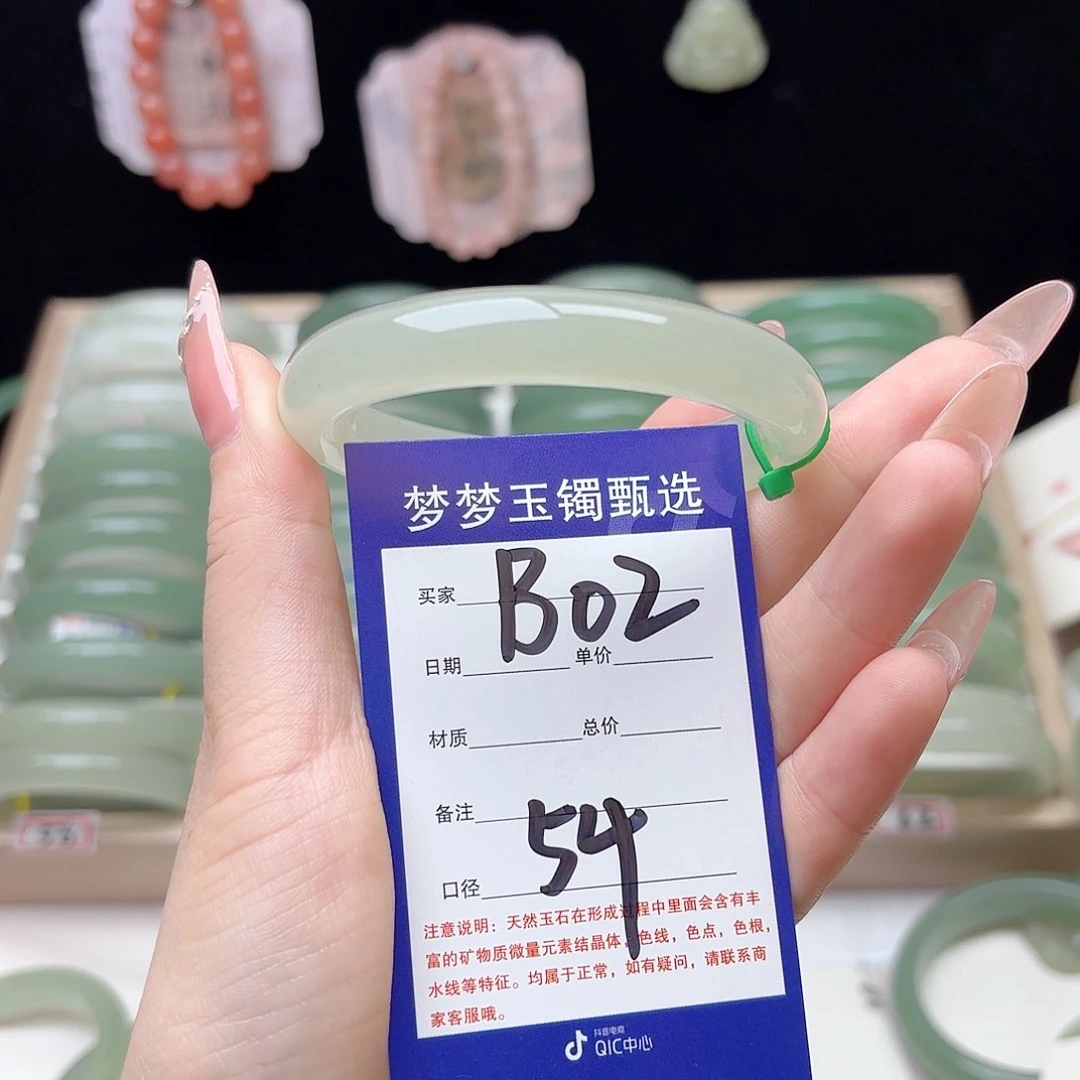 梦梦玉镯甄选
买家 B02
日期 单价
材质 总价
备注
口径 54
注意说明：天然玉石在形成过程中里面会含有丰
富的矿物质微量元素结晶体，色线，色点，色根，
水线等特征。均属于正常，如有疑问，请联系商
家客服哦。
抖音电商
QIC中心